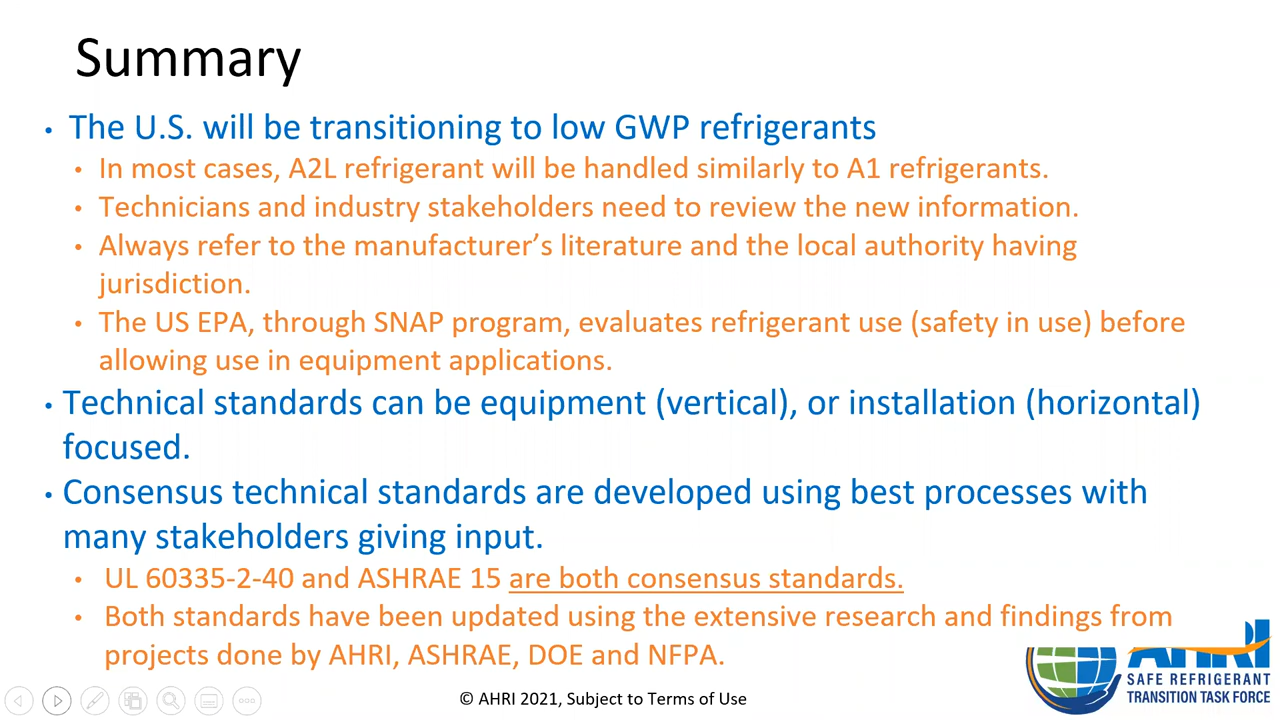 Summary
• The U.S. will be transitioning to low GWP refrigerants
• In most cases, A2L refrigerant will be handled similarly to A1 refrigerants.
• Technicians and industry stakeholders need to review the new information.
• Always refer to the manufacturer’s literature and the local authority having
jurisdiction.
• The US EPA, through SNAP program, evaluates refrigerant use (safety in use) before
allowing use in equipment applications.
• Technical standards can be equipment (vertical), or installation (horizontal)
focused.
• Consensus technical standards are developed using best processes with
many stakeholders giving input.
• UL 60335-2-40 and ASHRAE 15 are both consensus standards.
• Both standards have been updated using the extensive research and findings from
projects done by AHRI, ASHRAE, DOE and NFPA.
AHRI
SAFE REFRIGERANT
TRANSITION TASK FORCE
© AHRI 2021, Subject to Terms of Use